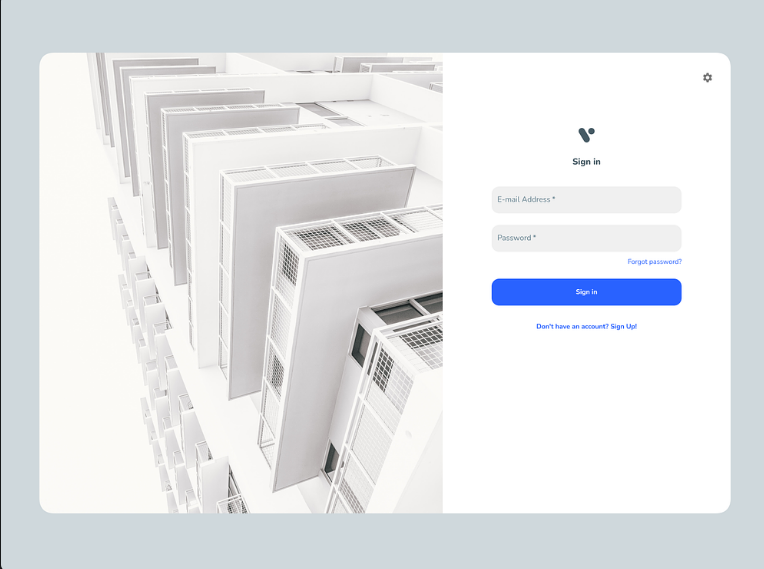 Sign in
E-mail Address *
Password *
Forgot password?
Sign in
Don't have an account? Sign Up!